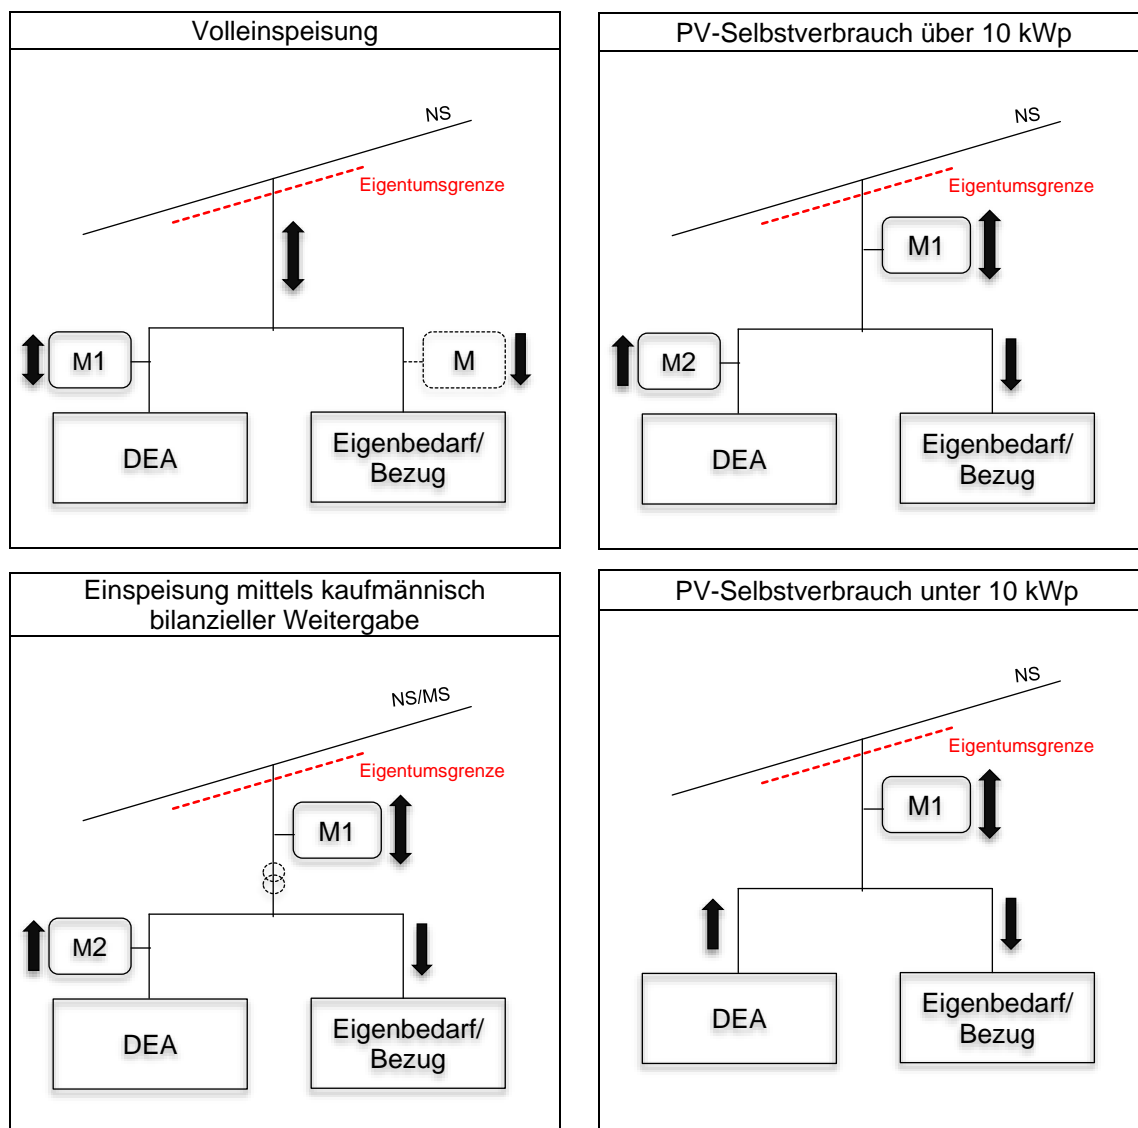 Volleinspeisung
NS
Eigentumsgrenze
M1
M
DEA
Eigenbedarf/
Bezug
PV-Selbstverbrauch über 10 kWp
NS
Eigentumsgrenze
M1
M2
DEA
Eigenbedarf/
Bezug
Einspeisung mittels kaufmännisch
bilanzieller Weitergabe
NS/MS
Eigentumsgrenze
M1
M2
DEA
Eigenbedarf/
Bezug
PV-Selbstverbrauch unter 10 kWp
NS
Eigentumsgrenze
M1
DEA
Eigenbedarf/
Bezug